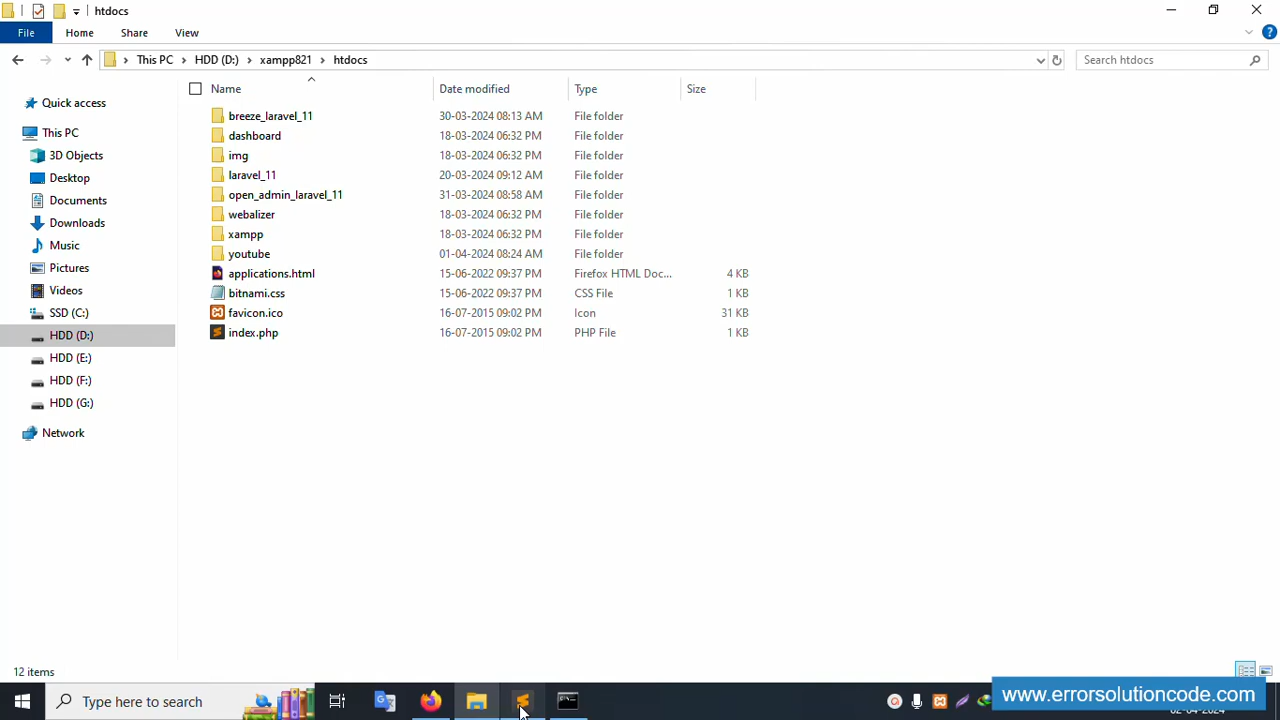 htdocs
File
Home
Share
View
This PC
HDD (D:)
xampp821
htdocs
Search htdocs
Name
Date modified
Type
Size
Quick access
This PC
3D Objects
Desktop
Documents
Downloads
Music
Pictures
Videos
SSD (C:)
HDD (D:)
HDD (E:)
HDD (F:)
HDD (G:)
Network
breeze_laravel_11 30-03-2024 08:13 AM File folder
dashboard 18-03-2024 06:32 PM File folder
img 18-03-2024 06:32 PM File folder
laravel_11 20-03-2024 09:12 AM File folder
open_admin_laravel_11 31-03-2024 08:58 AM File folder
webalizer 18-03-2024 06:32 PM File folder
xampp 18-03-2024 06:32 PM File folder
youtube 01-04-2024 08:24 AM File folder
applications.html 15-06-2022 09:37 PM Firefox HTML Doc... 4 KB
bitnami.css 15-06-2022 09:37 PM CSS File 1 KB
favicon.ico 16-07-2015 09:02 PM Icon 31 KB
index.php 16-07-2015 09:02 PM PHP File 1 KB
12 items
Type here to search
www.errorsolutioncode.com